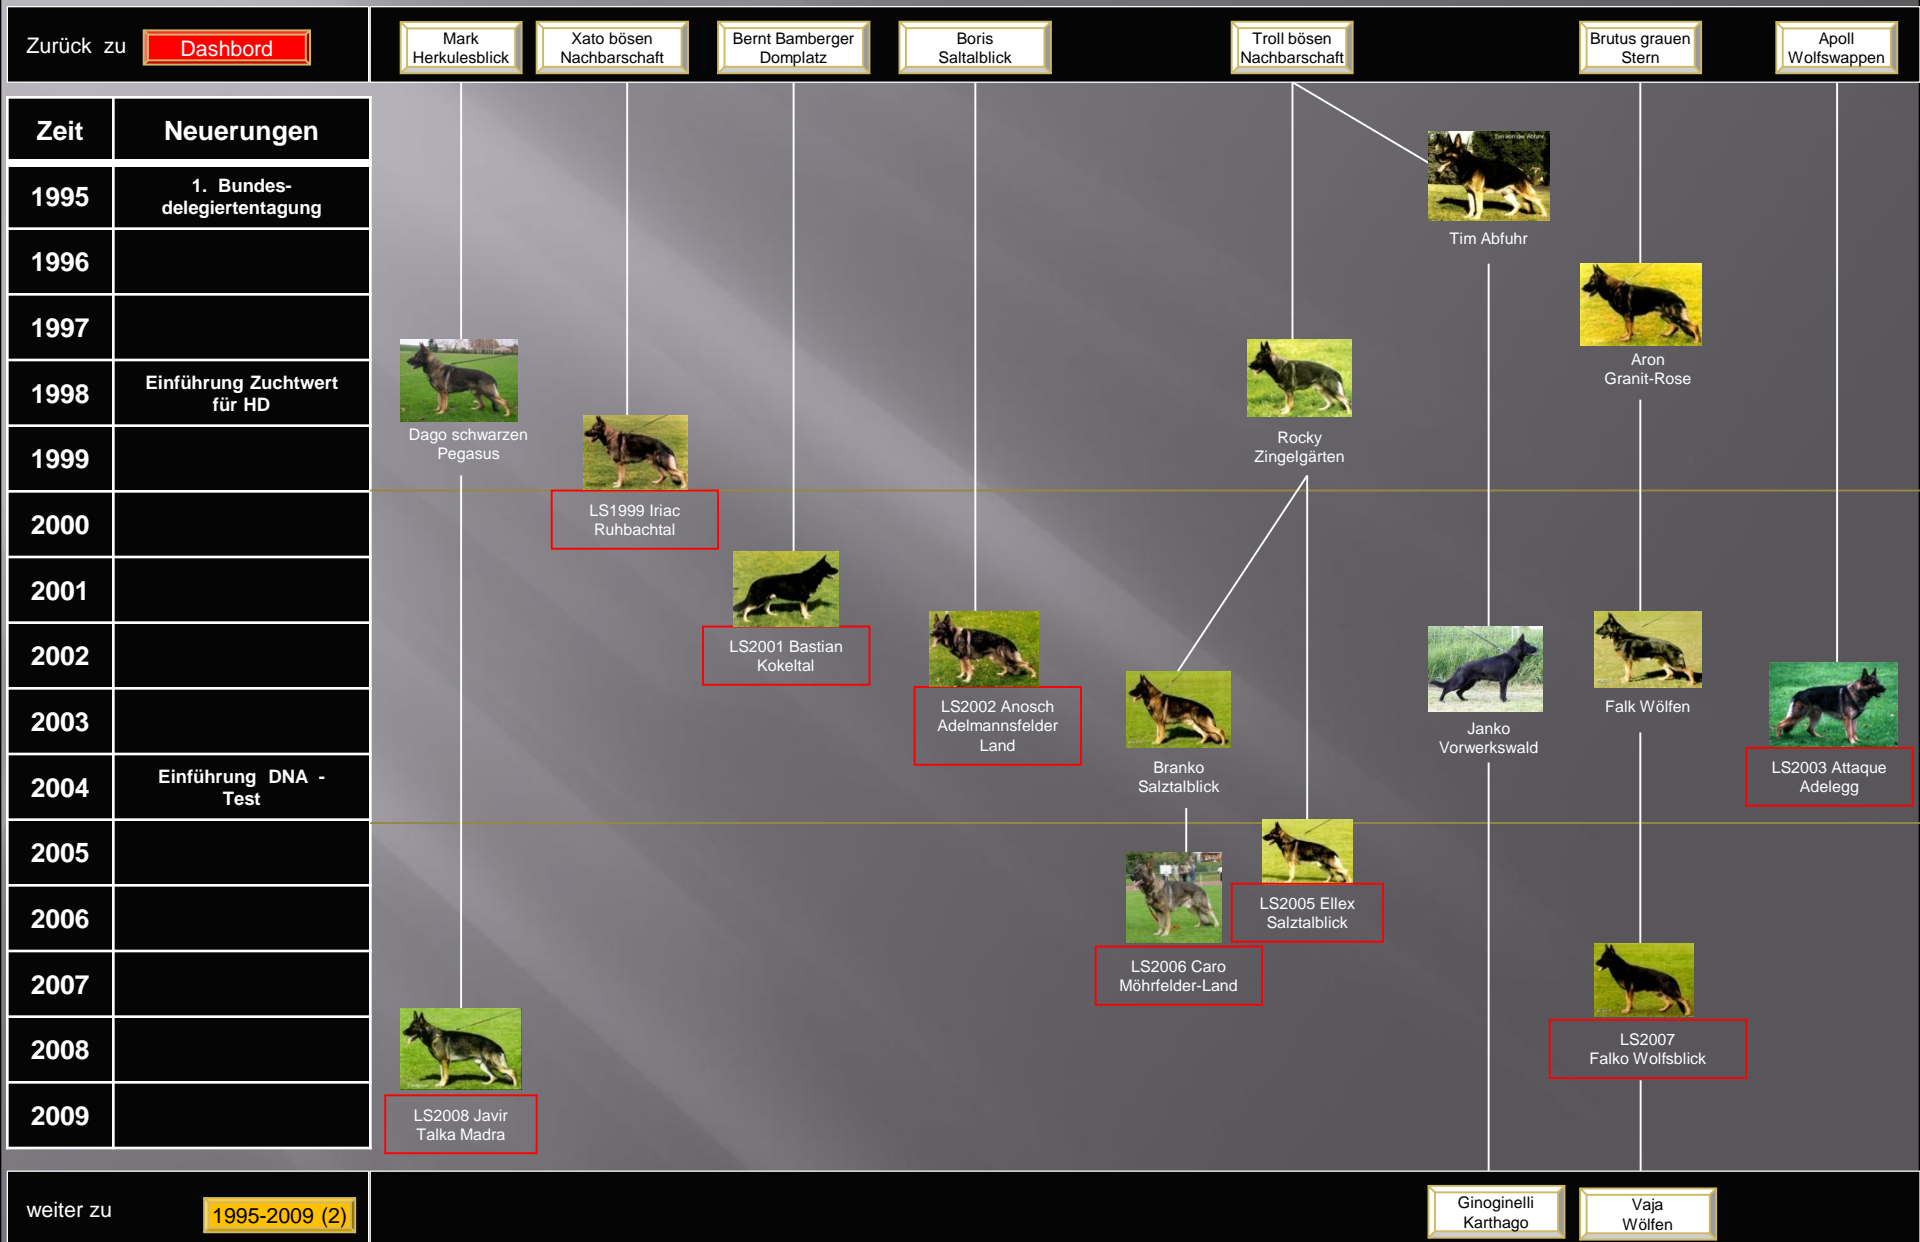 Zurück zu
Dashbord
Mark
Herkulesblick
Xato bösen
Nachbarschaft
Bernt Bamberger
Domplatz
Boris
Saltalblick
Troll bösen
Nachbarschaft
Brutus grauen
Stern
Apoll
Wolfswappen
Zeit
Neuerungen
1995
1. Bundes-
delegiertentagung
1996
1997
1998
Einführung Zuchtwert
für HD
1999
2000
2001
2002
2003
2004
Einführung DNA -
Test
2005
2006
2007
2008
2009
Dago schwarzen
Pegasus
LS2008 Javir
Talka Madra
LS1999 Iriac
Ruhbachtal
LS2001 Bastian
Kokeltal
LS2002 Anosch
Adelmannsfelder
Land
Rocky
Zingelgärten
Branko
Salztalblick
LS2006 Caro
Möhrfelder-Land
LS2005 Ellex
Salztalblick
Tim Abfuhr
Janko
Vorwerkswald
Aron
Granit-Rose
Falk Wölfen
LS2007
Falko Wolfsblick
LS2003 Attaque
Adelegg
weiter zu
1995-2009 (2)
Ginoginelli
Karthago
Vaja
Wölfen